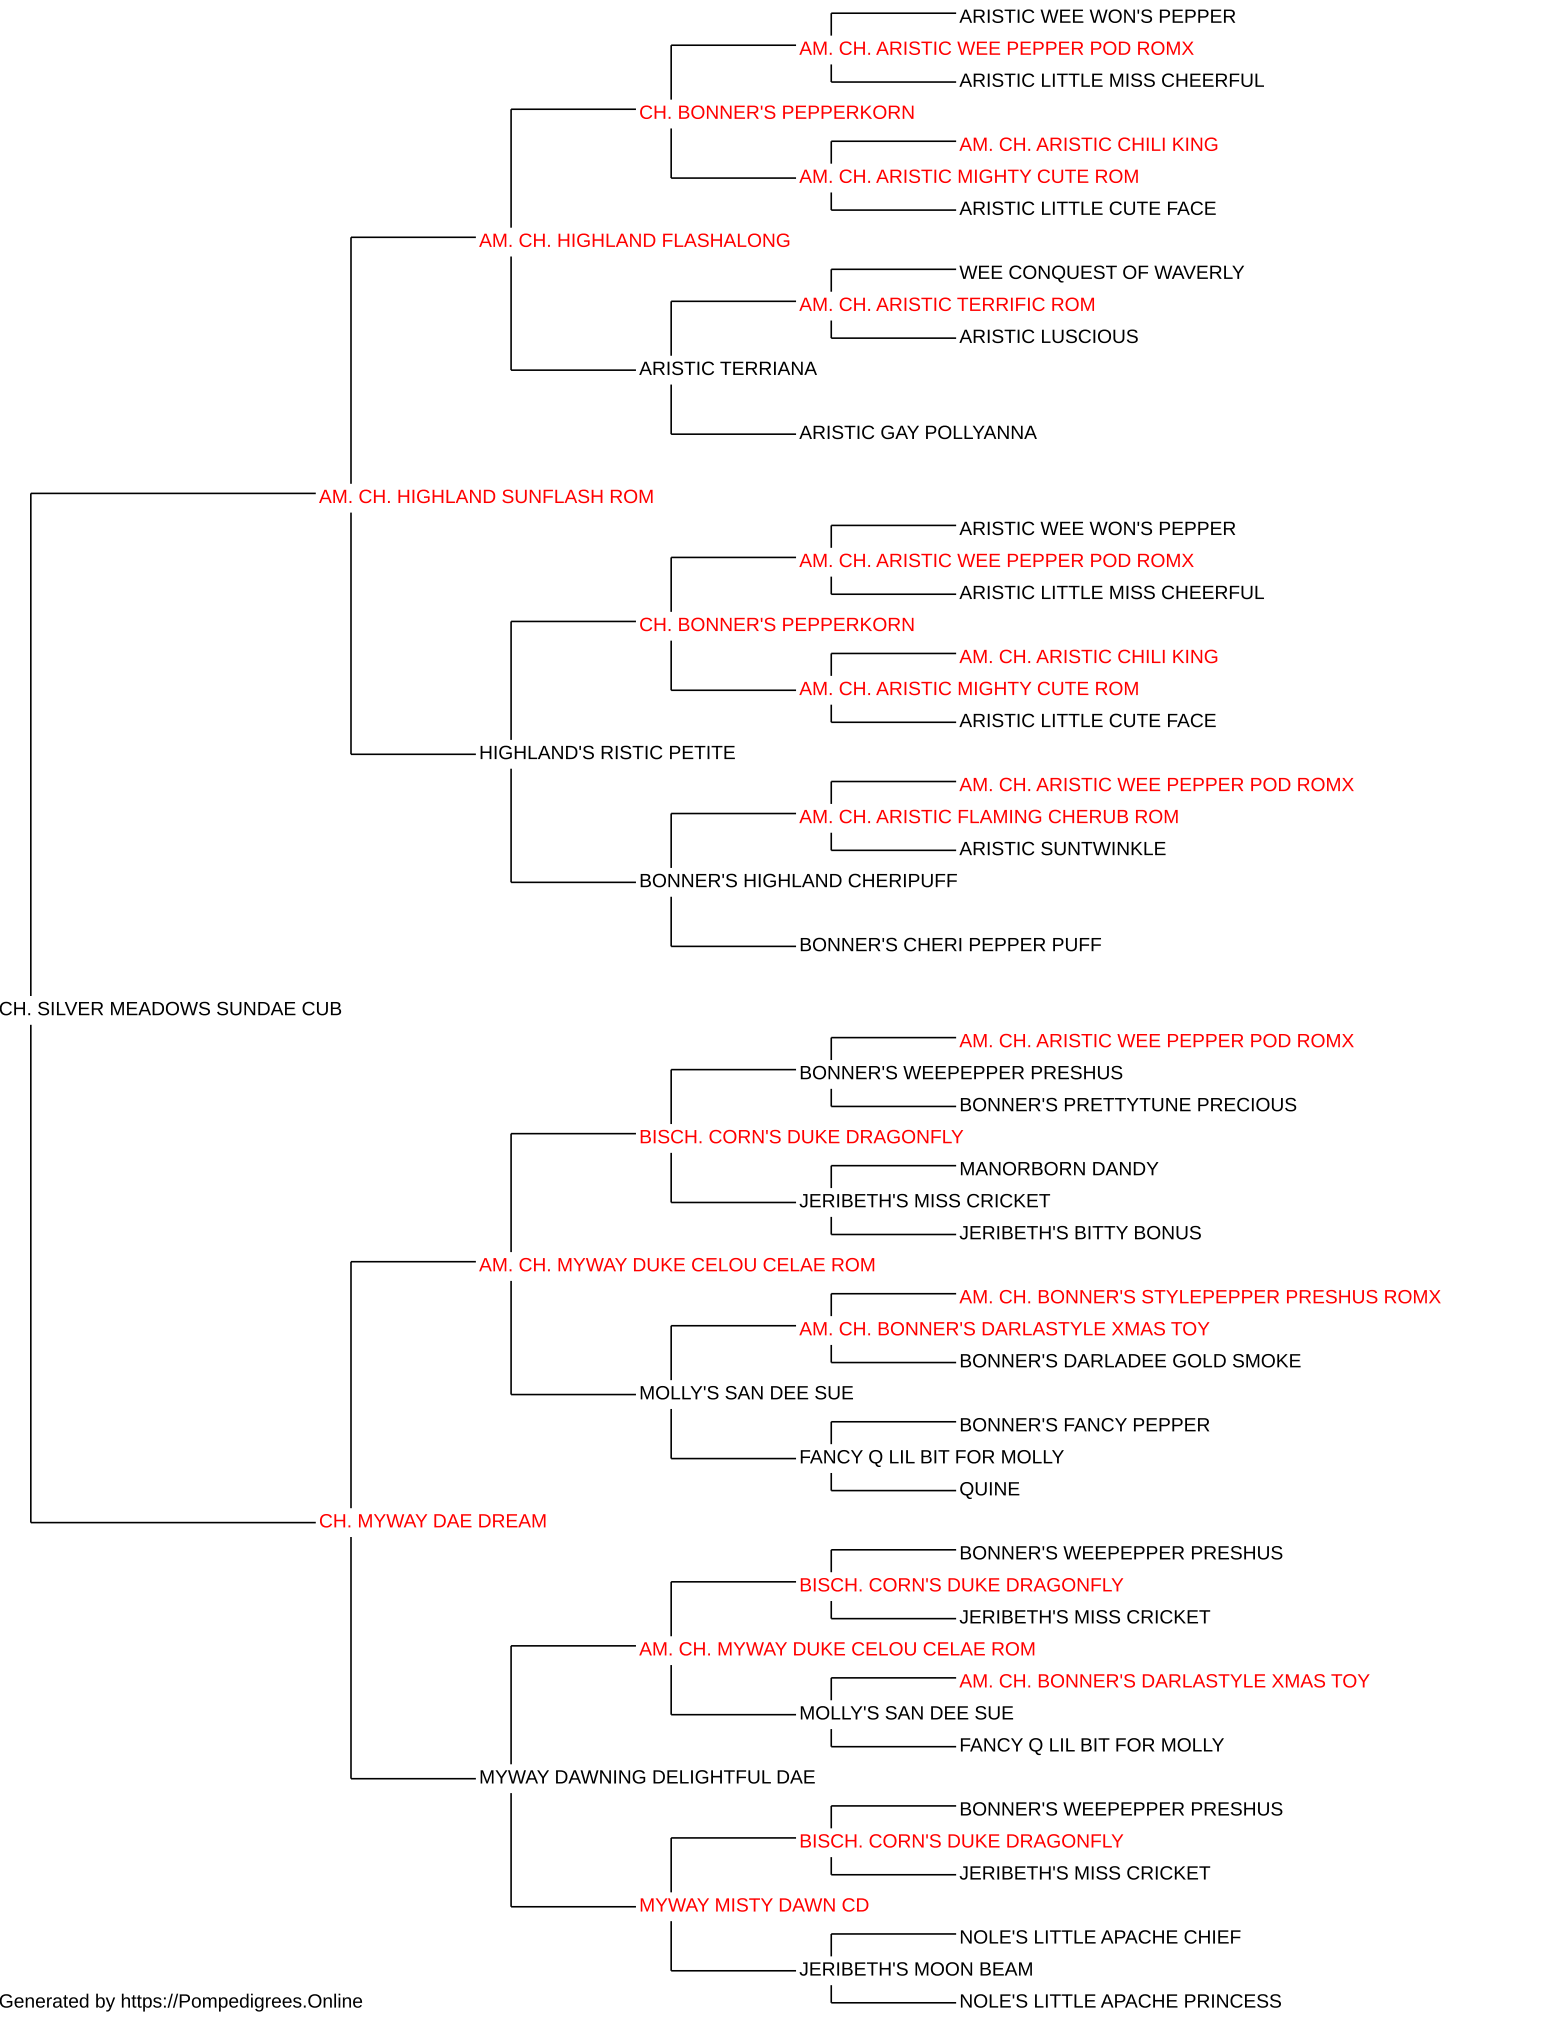 ARISTIC WEE WON'S PEPPER
AM. CH. ARISTIC WEE PEPPER POD ROMX
ARISTIC LITTLE MISS CHEERFUL
CH. BONNER'S PEPPERKORN
AM. CH. ARISTIC CHILI KING
AM. CH. ARISTIC MIGHTY CUTE ROM
ARISTIC LITTLE CUTE FACE
AM. CH. HIGHLAND FLASHALONG
WEE CONQUEST OF WAVERLY
AM. CH. ARISTIC TERRIFIC ROM
ARISTIC LUSCIOUS
ARISTIC TERRIANA
ARISTIC GAY POLLYANNA
AM. CH. HIGHLAND SUNFLASH ROM
ARISTIC WEE WON'S PEPPER
AM. CH. ARISTIC WEE PEPPER POD ROMX
ARISTIC LITTLE MISS CHEERFUL
CH. BONNER'S PEPPERKORN
AM. CH. ARISTIC CHILI KING
AM. CH. ARISTIC MIGHTY CUTE ROM
ARISTIC LITTLE CUTE FACE
HIGHLAND'S RISTIC PETITE
AM. CH. ARISTIC WEE PEPPER POD ROMX
AM. CH. ARISTIC FLAMING CHERUB ROM
ARISTIC SUNTWINKLE
BONNER'S HIGHLAND CHERIPUFF
BONNER'S CHERI PEPPER PUFF
CH. SILVER MEADOWS SUNDAE CUB
AM. CH. ARISTIC WEE PEPPER POD ROMX
BONNER'S WEEPEPPER PRESHUS
BONNER'S PRETTYTUNE PRECIOUS
BISCH. CORN'S DUKE DRAGONFLY
MANORBORN DANDY
JERIBETH'S MISS CRICKET
JERIBETH'S BITTY BONUS
AM. CH. MYWAY DUKE CELOU CELAE ROM
AM. CH. BONNER'S STYLEPEPPER PRESHUS ROMX
AM. CH. BONNER'S DARLASTYLE XMAS TOY
BONNER'S DARLADEE GOLD SMOKE
MOLLY'S SAN DEE SUE
BONNER'S FANCY PEPPER
FANCY Q LIL BIT FOR MOLLY
QUINE
CH. MYWAY DAE DREAM
BONNER'S WEEPEPPER PRESHUS
BISCH. CORN'S DUKE DRAGONFLY
JERIBETH'S MISS CRICKET
AM. CH. MYWAY DUKE CELOU CELAE ROM
AM. CH. BONNER'S DARLASTYLE XMAS TOY
MOLLY'S SAN DEE SUE
FANCY Q LIL BIT FOR MOLLY
MYWAY DAWNING DELIGHTFUL DAE
BONNER'S WEEPEPPER PRESHUS
BISCH. CORN'S DUKE DRAGONFLY
JERIBETH'S MISS CRICKET
MYWAY MISTY DAWN CD
NOLE'S LITTLE APACHE CHIEF
JERIBETH'S MOON BEAM
NOLE'S LITTLE APACHE PRINCESS
Generated by https://Pompedigrees.Online